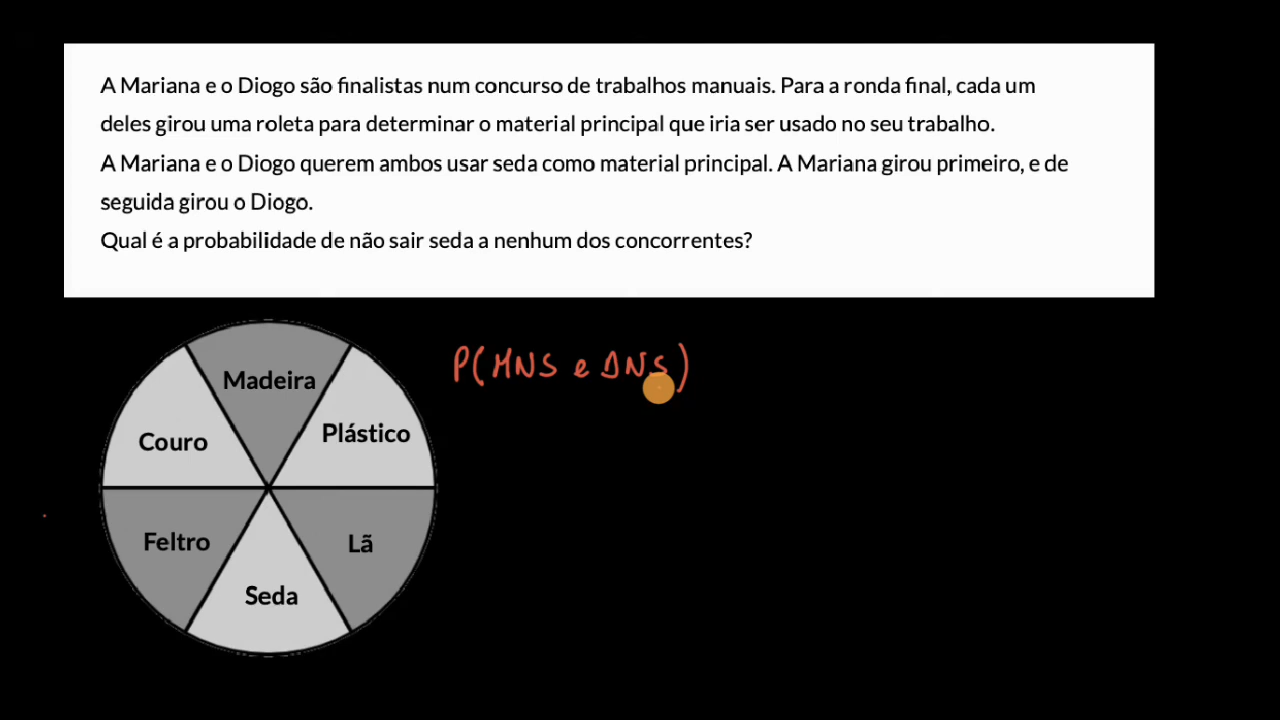 A Mariana e o Diogo são finalistas num concurso de trabalhos manuais. Para a ronda final, cada um
deles girou uma roleta para determinar o material principal que iria ser usado no seu trabalho.
A Mariana e o Diogo querem ambos usar seda como material principal. A Mariana girou primeiro, e de
seguida girou o Diogo.
Qual é a probabilidade de não sair seda a nenhum dos concorrentes?
P(MNS e DNS)
Madeira
Plástico
Couro
Feltro
Lã
Seda